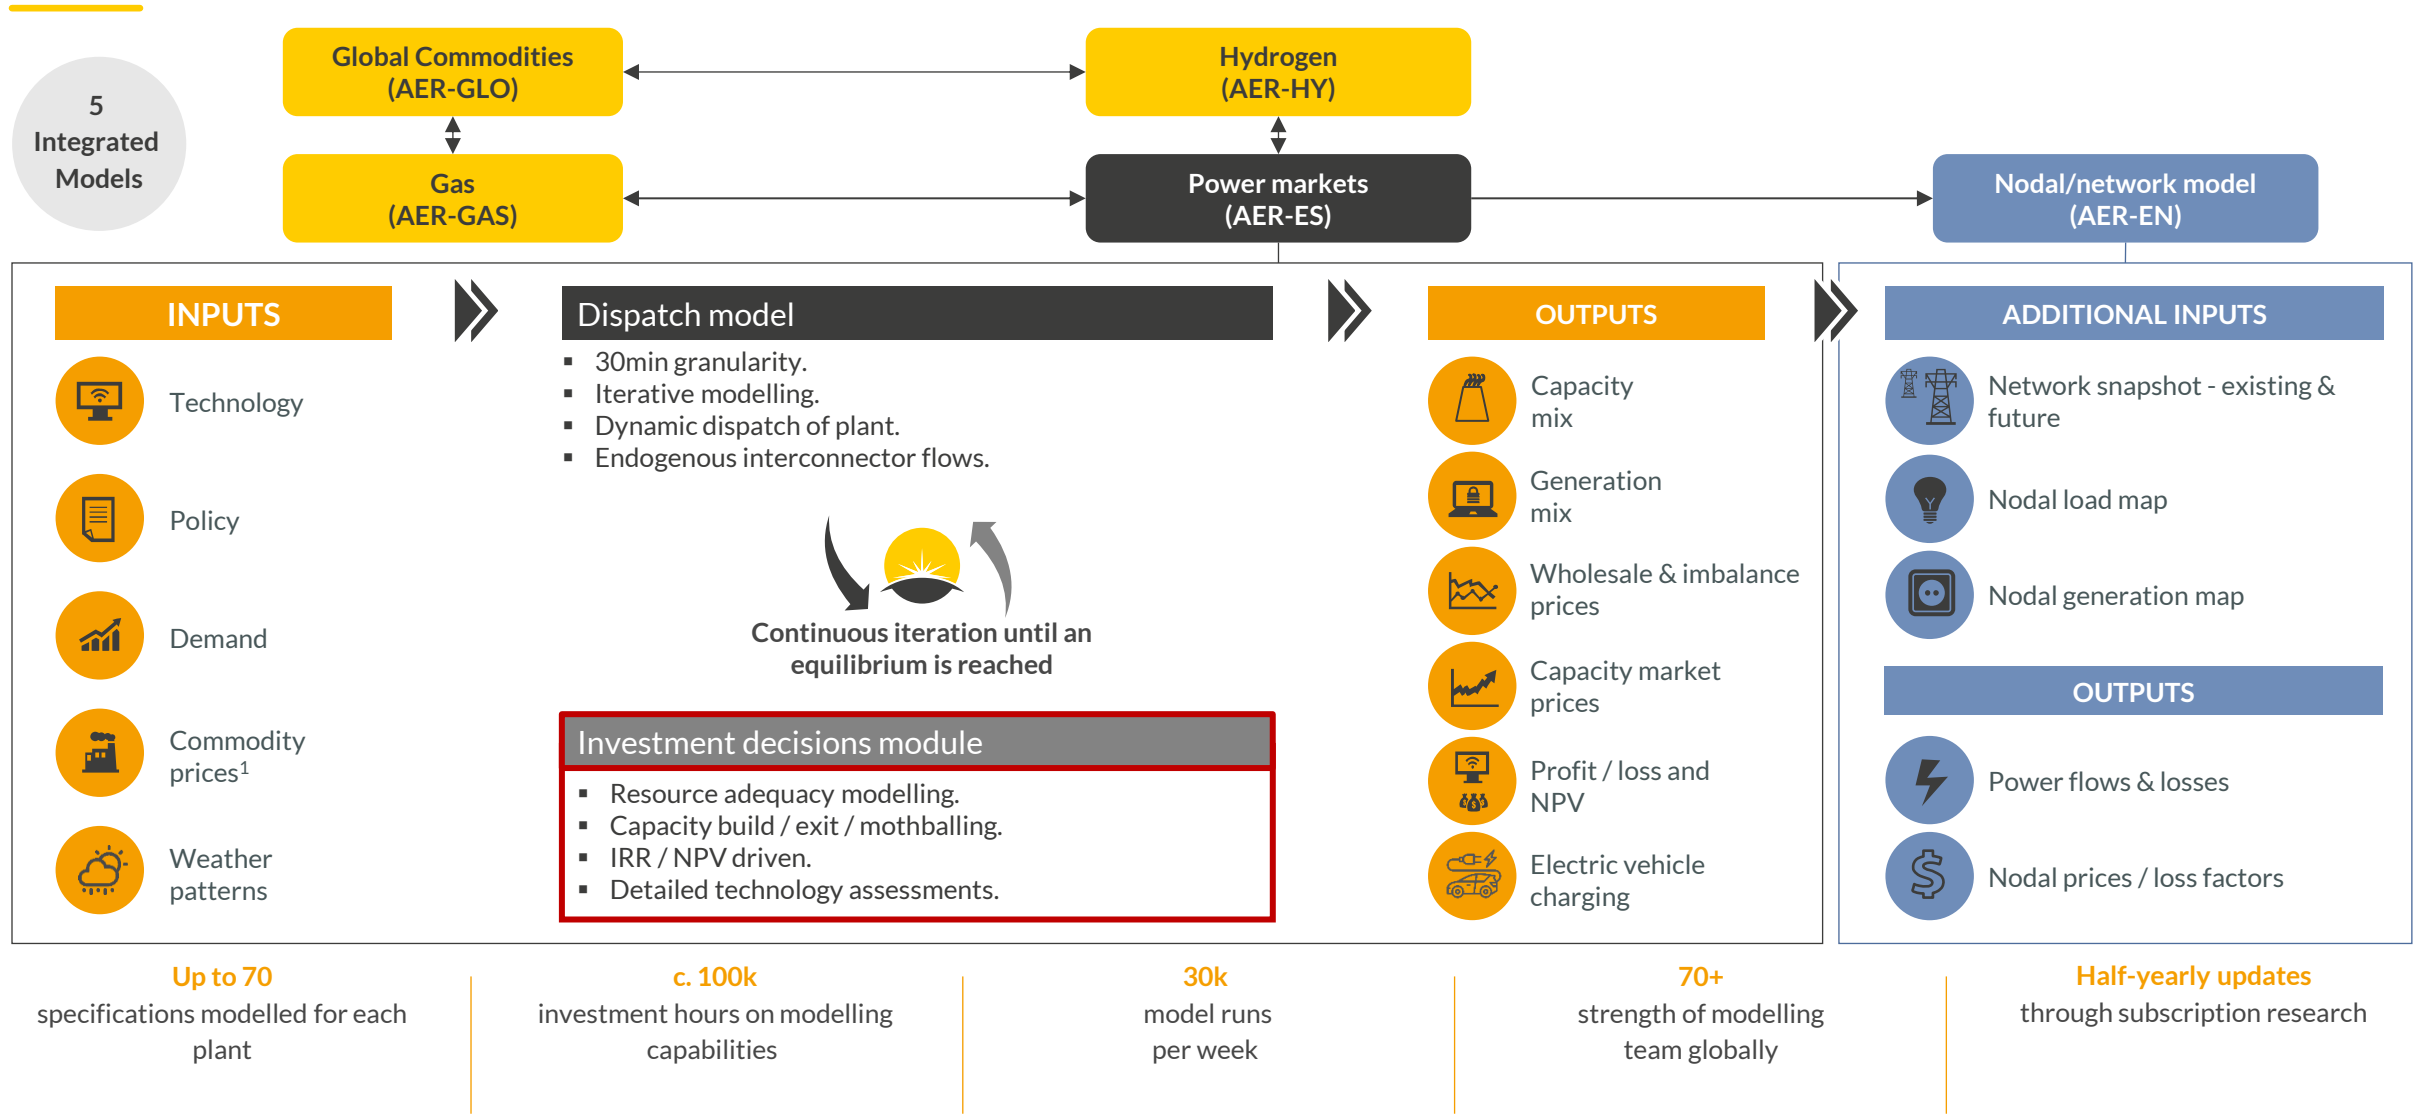 5
Integrated
Models
Global Commodities
(AER-GLO)
Hydrogen
(AER-HY)
Gas
(AER-GAS)
Power markets
(AER-ES)
Nodal/network model
(AER-EN)
INPUTS
Technology
Policy
Demand
Commodity
prices¹
Weather
patterns
Dispatch model
▪ 30min granularity.
▪ Iterative modelling.
▪ Dynamic dispatch of plant.
▪ Endogenous interconnector flows.
Continuous iteration until an
equilibrium is reached
Investment decisions module
▪ Resource adequacy modelling.
▪ Capacity build / exit / mothballing.
▪ IRR / NPV driven.
▪ Detailed technology assessments.
OUTPUTS
Capacity
mix
Generation
mix
Wholesale & imbalance
prices
Capacity market
prices
Profit / loss and
NPV
Electric vehicle
charging
ADDITIONAL INPUTS
Network snapshot - existing &
future
Nodal load map
Nodal generation map
OUTPUTS
Power flows & losses
Nodal prices / loss factors
Up to 70
specifications modelled for each
plant
c. 100k
investment hours on modelling
capabilities
30k
model runs
per week
70+
strength of modelling
team globally
Half-yearly updates
through subscription research